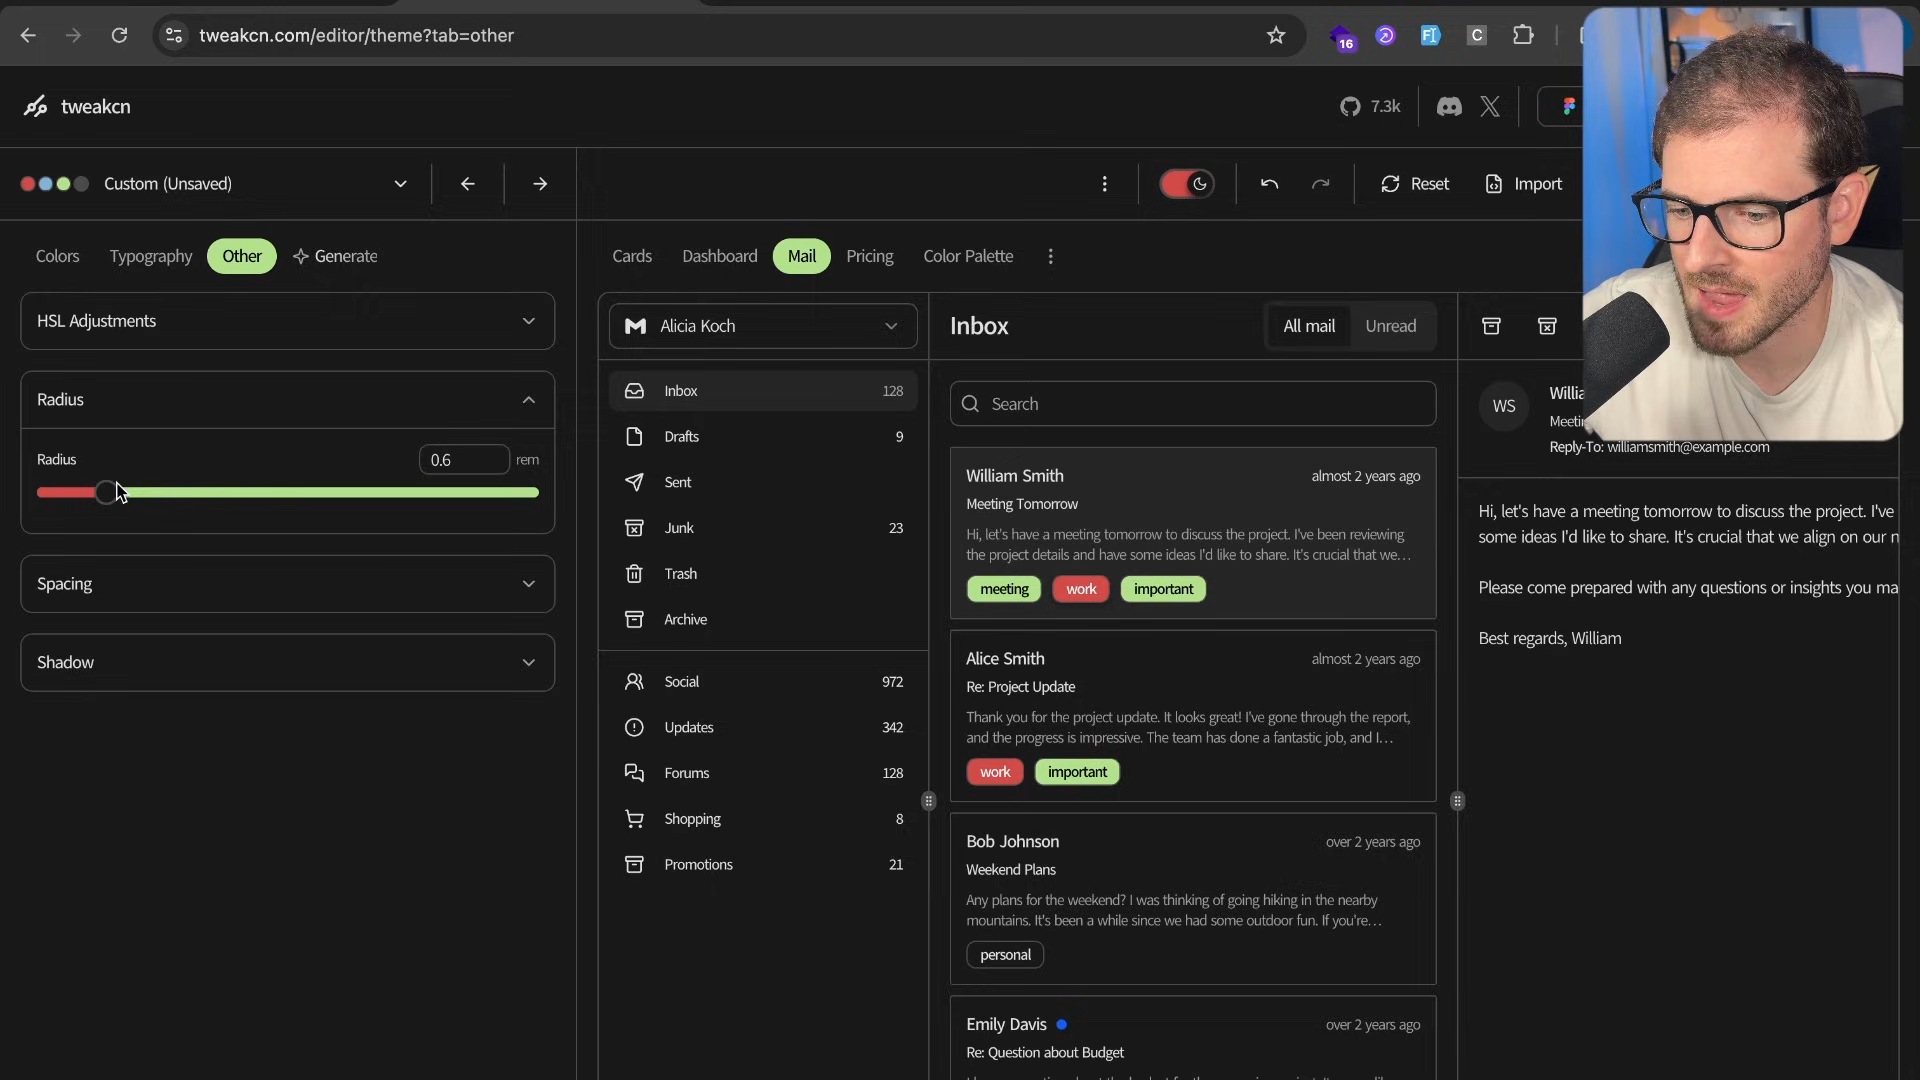 tweakcn.com/editor/theme?tab=other
16
C
tweakcn
7.3k
Custom (Unsaved)
Reset
Import
Colors
Typography
Other
Generate
Cards
Dashboard
Mail
Pricing
Color Palette
HSL Adjustments
Radius
Radius
0.6
rem
Spacing
Shadow
Alicia Koch
Inbox 128
Drafts 9
Sent
Junk 23
Trash
Archive
Social 972
Updates 342
Forums 128
Shopping 8
Promotions 21
Inbox
All mail
Unread
Search
William Smith
almost 2 years ago
Meeting Tomorrow
Hi, let's have a meeting tomorrow to discuss the project. I've been reviewing
the project details and have some ideas I'd like to share. It's crucial that we…
meeting
work
important
Alice Smith
almost 2 years ago
Re: Project Update
Thank you for the project update. It looks great! I've gone through the report,
and the progress is impressive. The team has done a fantastic job, and I…
work
important
Bob Johnson
over 2 years ago
Weekend Plans
Any plans for the weekend? I was thinking of going hiking in the nearby
mountains. It's been a while since we had some outdoor fun. If you're…
personal
Emily Davis
over 2 years ago
Re: Question about Budget
WS
Reply-To: williamsmith@example.com
Hi, let's have a meeting tomorrow to discuss the project. I've
some ideas I'd like to share. It's crucial that we align on our
Please come prepared with any questions or insights you
Best regards, William